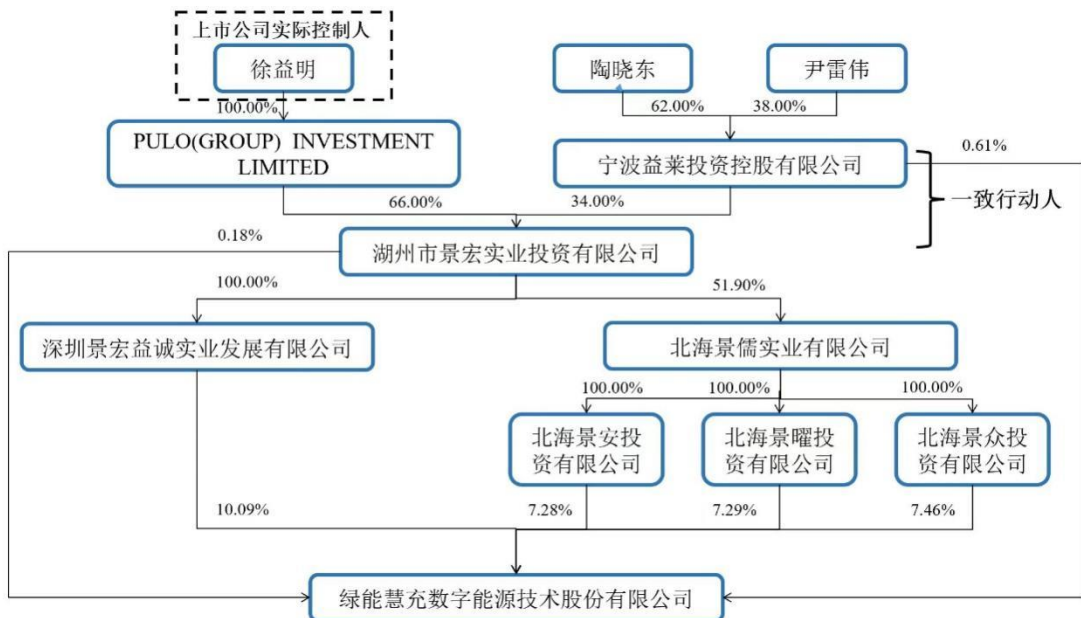 上市公司实际控制人
徐益明
陶晓东
尹雷伟
100.00%
62.00%
38.00%
PULO(GROUP) INVESTMENT
LIMITED
宁波益莱投资控股有限公司
0.61%
一致行动人
66.00%
34.00%
0.18%
湖州市景宏实业投资有限公司
100.00%
51.90%
深圳景宏益诚实业发展有限公司
北海景儒实业有限公司
100.00%
100.00%
100.00%
北海景安投
资有限公司
北海景曜投
资有限公司
北海景众投
资有限公司
10.09%
7.28%
7.29%
7.46%
绿能慧充数字能源技术股份有限公司